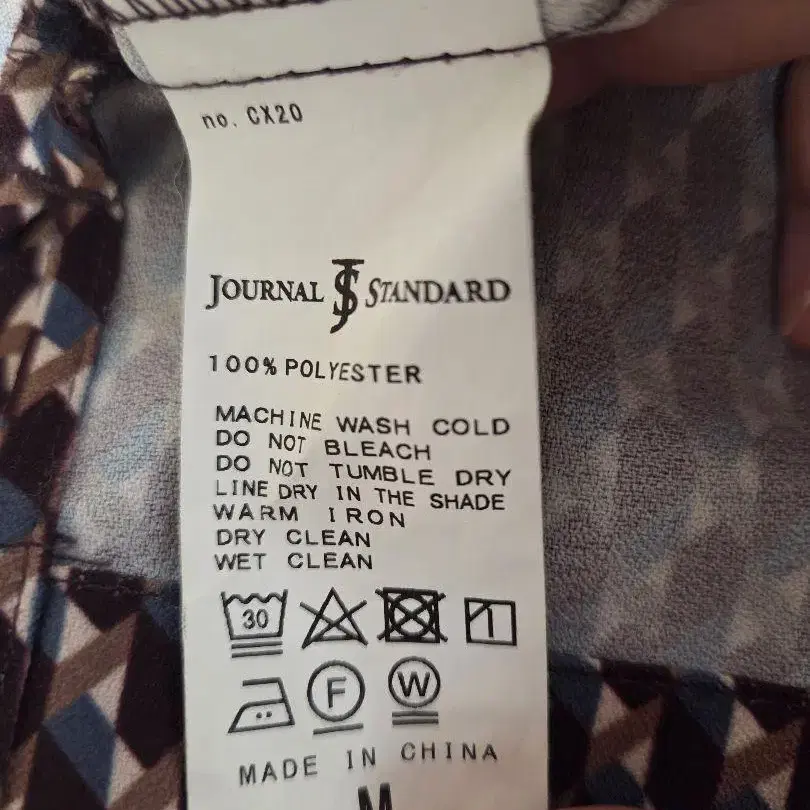 no. CX20
JOURNAL JS STANDARD
100% POLYESTER
MACHINE WASH COLD
DO NOT BLEACH
DO NOT TUMBLE DRY
LINE DRY IN THE SHADE
WARM IRON
DRY CLEAN
WET CLEAN
30
F W
MADE IN CHINA
M